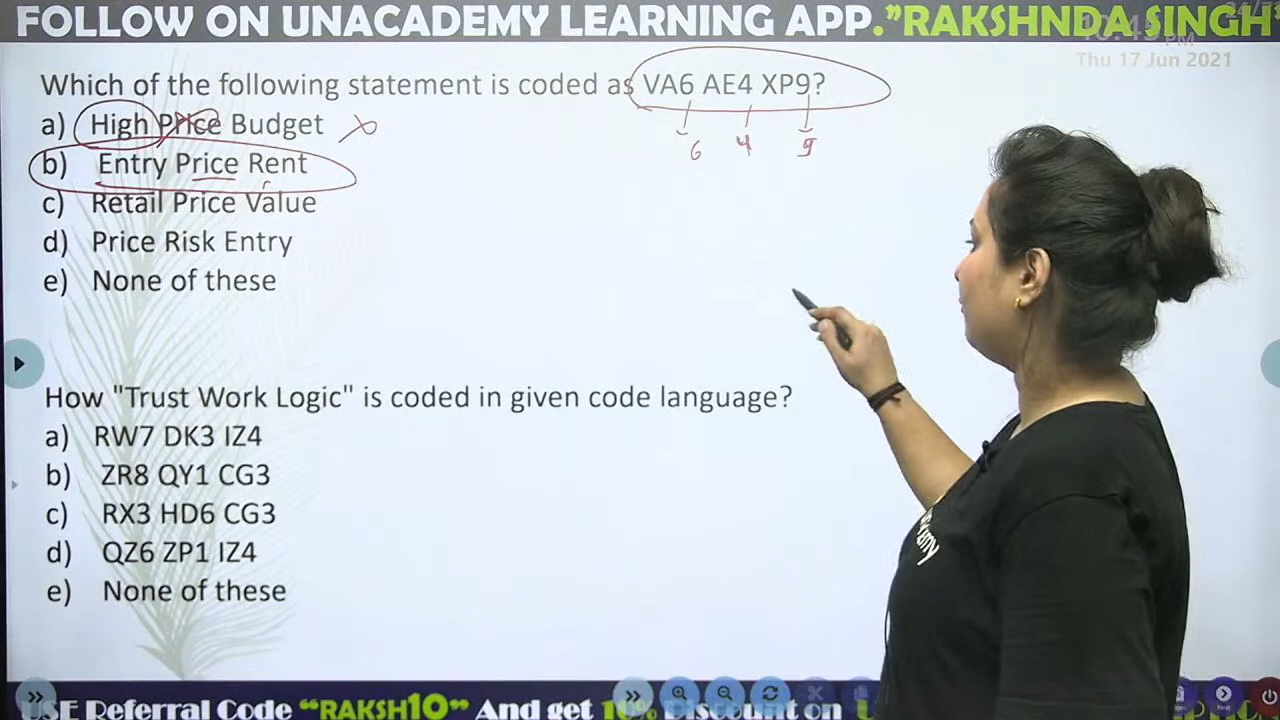 FOLLOW ON UNACADEMY LEARNING APP."RAKSHNDA SINGH"
Thu 17 Jun 2021
Which of the following statement is coded as VA6 AE4 XP9?
a) High Price Budget
b) Entry Price Rent
c) Retail Price Value
d) Price Risk Entry
e) None of these
6 4 9
How "Trust Work Logic" is coded in given code language?
a) RW7 DK3 IZ4
b) ZR8 QY1 CG3
c) RX3 HD6 CG3
d) QZ6 ZP1 IZ4
e) None of these
USE Referral Code "RAKSH10" And get 10% Discount on